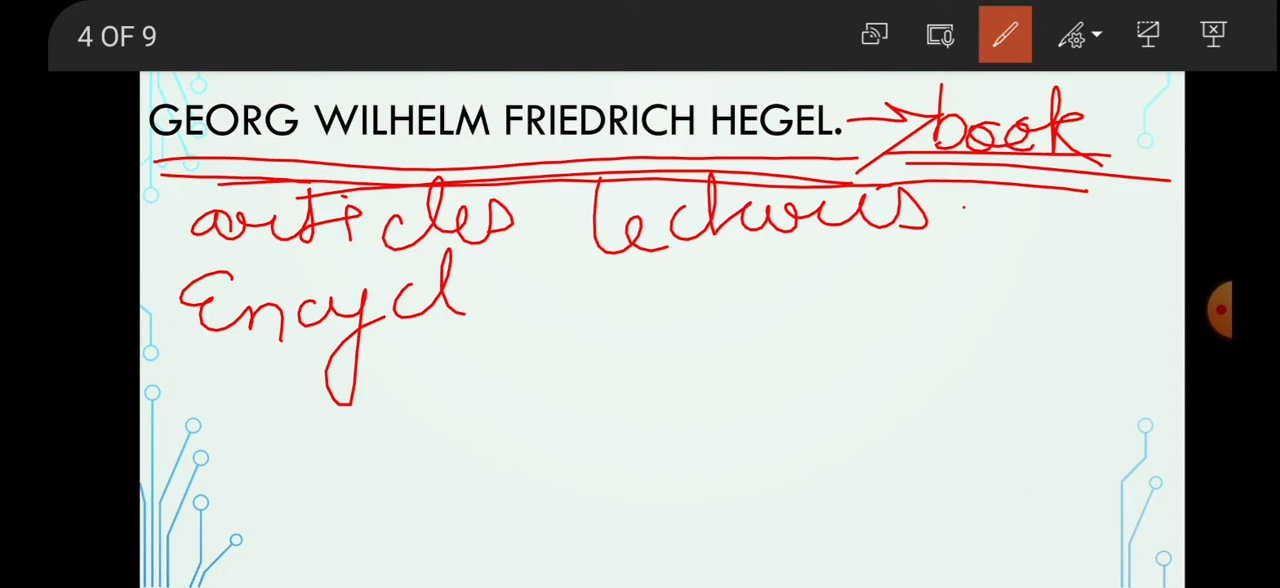 4 OF 9
GEORG WILHELM FRIEDRICH HEGEL. book
articles lectures
Encycl